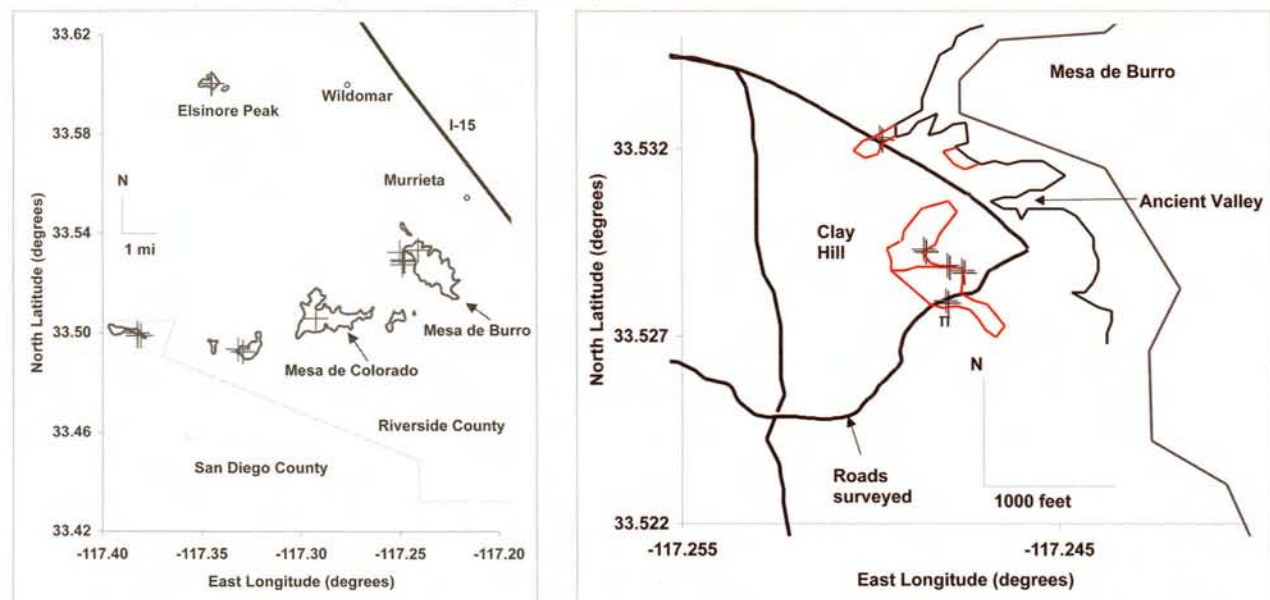 33.62
33.58
33.54
33.50
33.46
33.42
North Latitude (degrees)
Elsinore Peak
Wildomar
I-15
N
1 mi
Murrieta
Mesa de Burro
Mesa de Colorado
Riverside County
San Diego County
-117.40
-117.35
-117.30
-117.25
-117.20
East Longitude (degrees)
33.532
33.527
33.522
North Latitude (degrees)
Mesa de Burro
Ancient Valley
Clay
Hill
π
N
1000 feet
Roads
surveyed
-117.255
-117.245
East Longitude (degrees)